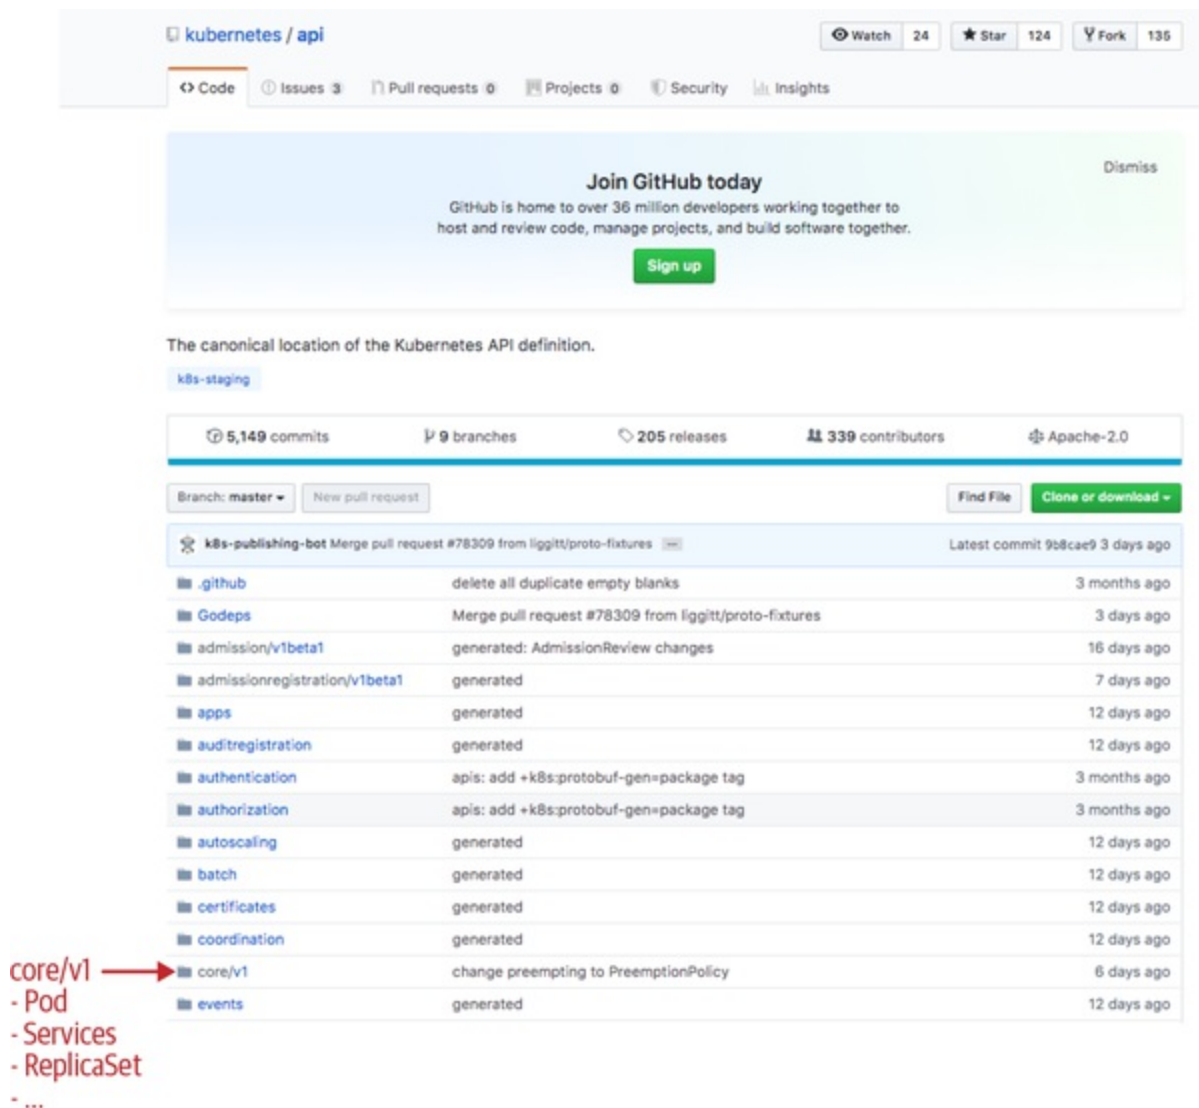 kubernetes / api
Watch 24 Star 124 Fork 135
Code Issues 3 Pull requests 0 Projects 0 Security Insights
Dismiss
Join GitHub today
GitHub is home to over 36 million developers working together to
host and review code, manage projects, and build software together.
Sign up
The canonical location of the Kubernetes API definition.
k8s-staging
5,149 commits 9 branches 205 releases 339 contributors Apache-2.0
Branch: master New pull request Find File Clone or download
k8s-publishing-bot Merge pull request #78309 from liggitt/proto-fixtures ... Latest commit 9b8cae9 3 days ago
.github delete all duplicate empty blanks 3 months ago
Godeps Merge pull request #78309 from liggitt/proto-fixtures 3 days ago
admission/v1beta1 generated: AdmissionReview changes 16 days ago
admissionregistration/v1beta1 generated 7 days ago
apps generated 12 days ago
auditregistration generated 12 days ago
authentication apis: add +k8s:protobuf-gen=package tag 3 months ago
authorization apis: add +k8s:protobuf-gen=package tag 3 months ago
autoscaling generated 12 days ago
batch generated 12 days ago
certificates generated 12 days ago
coordination generated 12 days ago
core/v1 change preempting to PreemptionPolicy 6 days ago
events generated 12 days ago
core/v1
- Pod
- Services
- ReplicaSet
- ...